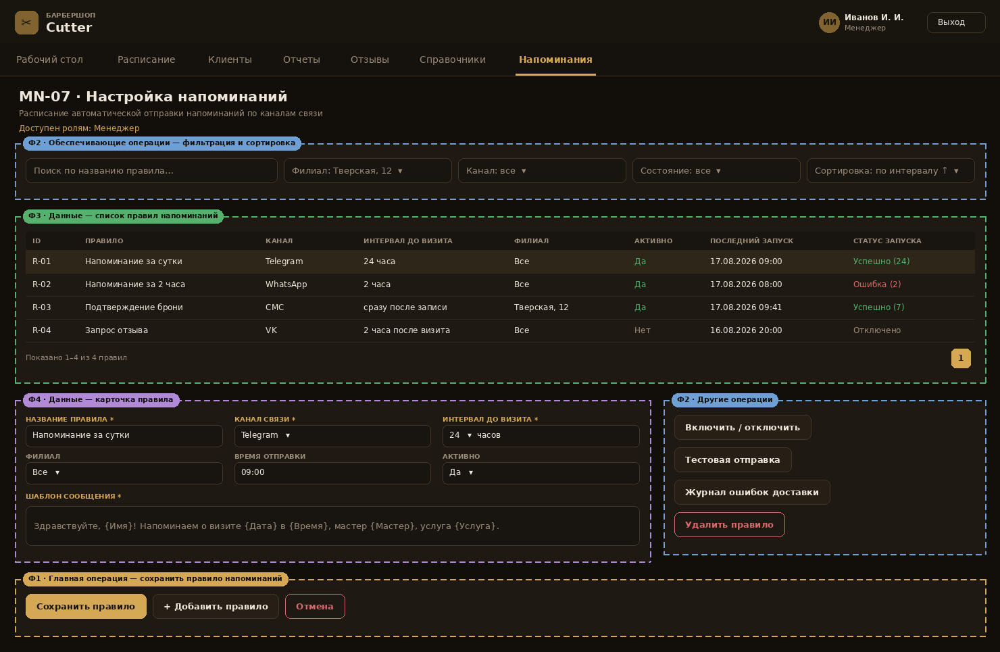 ✂ БАРБЕРШОП
Cutter
ИИ Иванов И. И.
Менеджер
Выход
Рабочий стол Расписание Клиенты Отчеты Отзывы Справочники Напоминания
MN-07 · Настройка напоминаний
Расписание автоматической отправки напоминаний по каналам связи
Доступен ролям: Менеджер
Ф2 · Обеспечивающие операции — фильтрация и сортировка
Поиск по названию правила... Филиал: Тверская, 12 ▾ Канал: все ▾ Состояние: все ▾ Сортировка: по интервалу ↑ ▾
Ф3 · Данные — список правил напоминаний
ID ПРАВИЛО КАНАЛ ИНТЕРВАЛ ДО ВИЗИТА ФИЛИАЛ АКТИВНО ПОСЛЕДНИЙ ЗАПУСК СТАТУС ЗАПУСКА
R-01 Напоминание за сутки Telegram 24 часа Все Да 17.08.2026 09:00 Успешно (24)
R-02 Напоминание за 2 часа WhatsApp 2 часа Все Да 17.08.2026 08:00 Ошибка (2)
R-03 Подтверждение брони СМС сразу после записи Тверская, 12 Да 17.08.2026 09:41 Успешно (7)
R-04 Запрос отзыва VK 2 часа после визита Все Нет 16.08.2026 20:00 Отключено
Показано 1–4 из 4 правил 1
Ф4 · Данные — карточка правила
НАЗВАНИЕ ПРАВИЛА * КАНАЛ СВЯЗИ * ИНТЕРВАЛ ДО ВИЗИТА *
Напоминание за сутки Telegram ▾ 24 ▾ часов
ФИЛИАЛ ВРЕМЯ ОТПРАВКИ АКТИВНО
Все ▾ 09:00 Да ▾
ШАБЛОН СООБЩЕНИЯ *
Здравствуйте, {Имя}! Напоминаем о визите {Дата} в {Время}, мастер {Мастер}, услуга {Услуга}.
Ф2 · Другие операции
Включить / отключить
Тестовая отправка
Журнал ошибок доставки
Удалить правило
Ф1 · Главная операция — сохранить правило напоминаний
Сохранить правило + Добавить правило Отмена